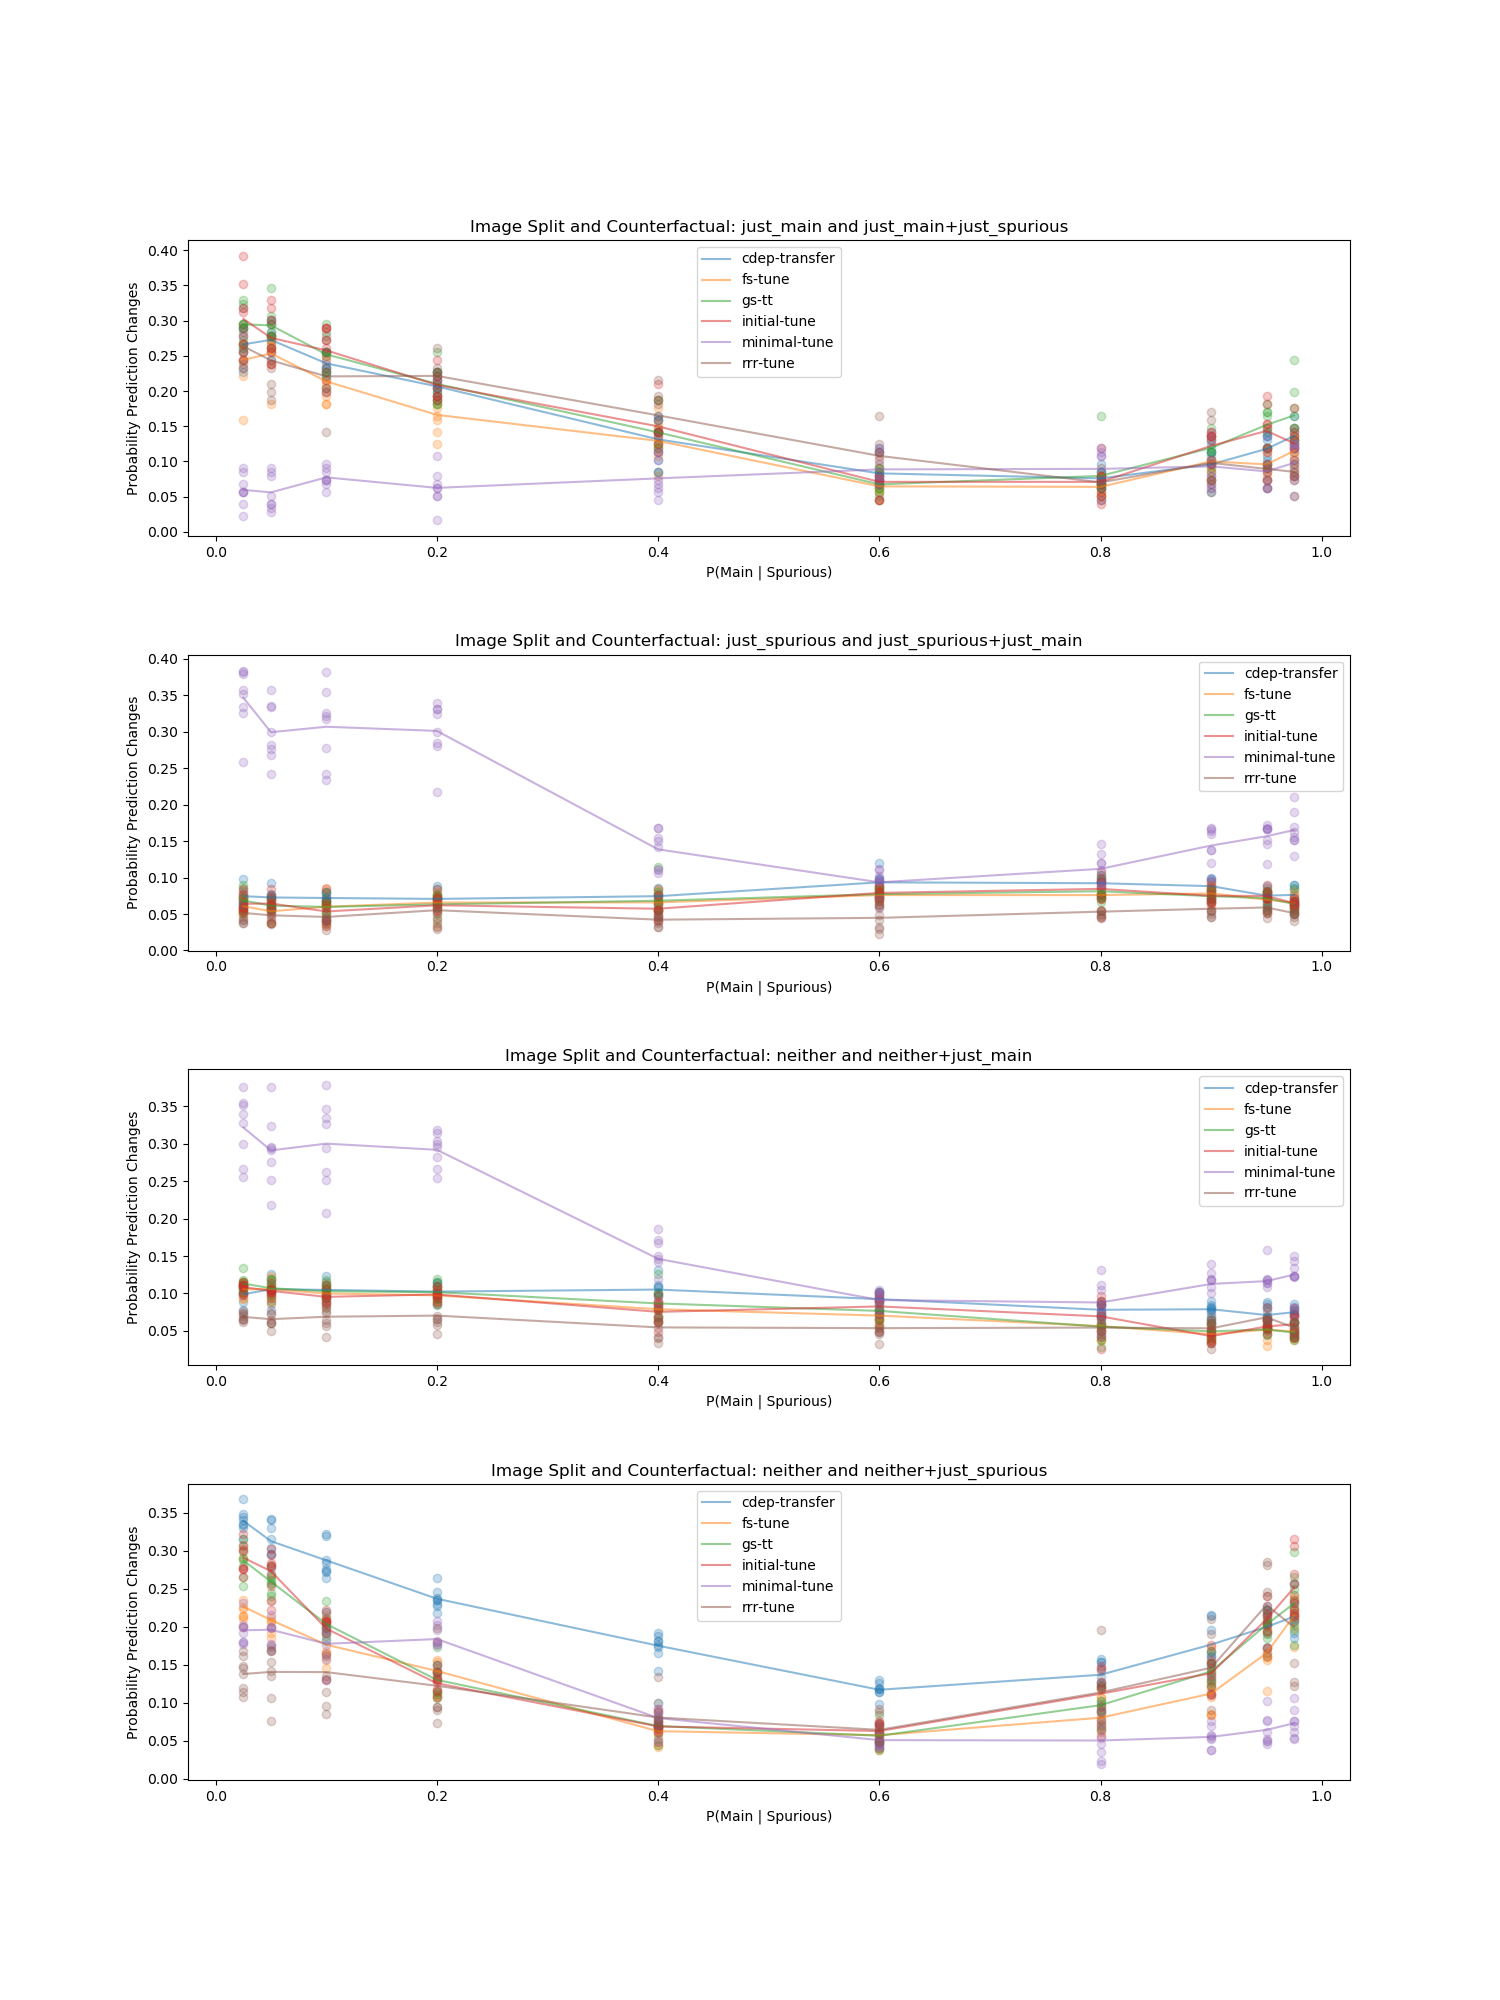 Image Split and Counterfactual: just_main and just_main+just_spurious
Probability Prediction Changes
0.40
0.35
0.30
0.25
0.20
0.15
0.10
0.05
0.00
cdep-transfer
fs-tune
gs-tt
initial-tune
minimal-tune
rrr-tune
0.0 0.2 0.4 0.6 0.8 1.0
P(Main | Spurious)
Image Split and Counterfactual: just_spurious and just_spurious+just_main
Probability Prediction Changes
0.40
0.35
0.30
0.25
0.20
0.15
0.10
0.05
0.00
cdep-transfer
fs-tune
gs-tt
initial-tune
minimal-tune
rrr-tune
0.0 0.2 0.4 0.6 0.8 1.0
P(Main | Spurious)
Image Split and Counterfactual: neither and neither+just_main
Probability Prediction Changes
0.35
0.30
0.25
0.20
0.15
0.10
0.05
cdep-transfer
fs-tune
gs-tt
initial-tune
minimal-tune
rrr-tune
0.0 0.2 0.4 0.6 0.8 1.0
P(Main | Spurious)
Image Split and Counterfactual: neither and neither+just_spurious
Probability Prediction Changes
0.35
0.30
0.25
0.20
0.15
0.10
0.05
0.00
cdep-transfer
fs-tune
gs-tt
initial-tune
minimal-tune
rrr-tune
0.0 0.2 0.4 0.6 0.8 1.0
P(Main | Spurious)